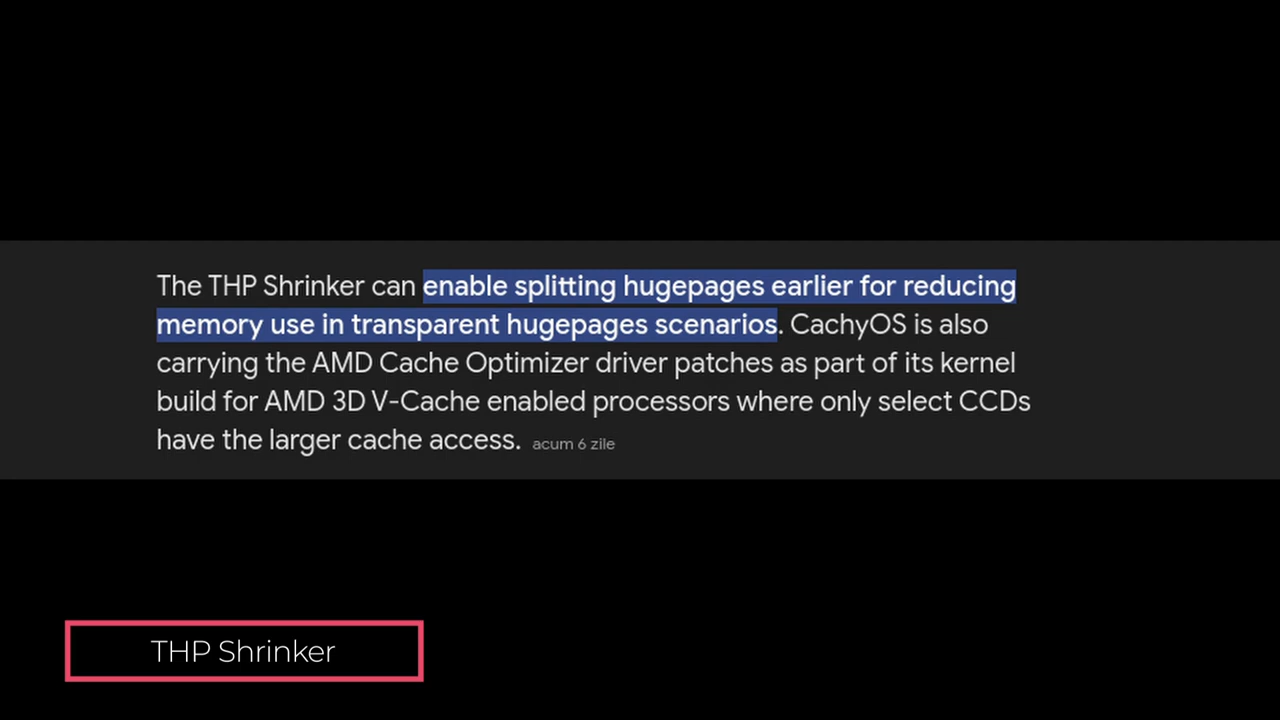 The THP Shrinker can enable splitting hugepages earlier for reducing
memory use in transparent hugepages scenarios. CachyOS is also
carrying the AMD Cache Optimizer driver patches as part of its kernel
build for AMD 3D V-Cache enabled processors where only select CCDs
have the larger cache access. acum 6 zile
THP Shrinker